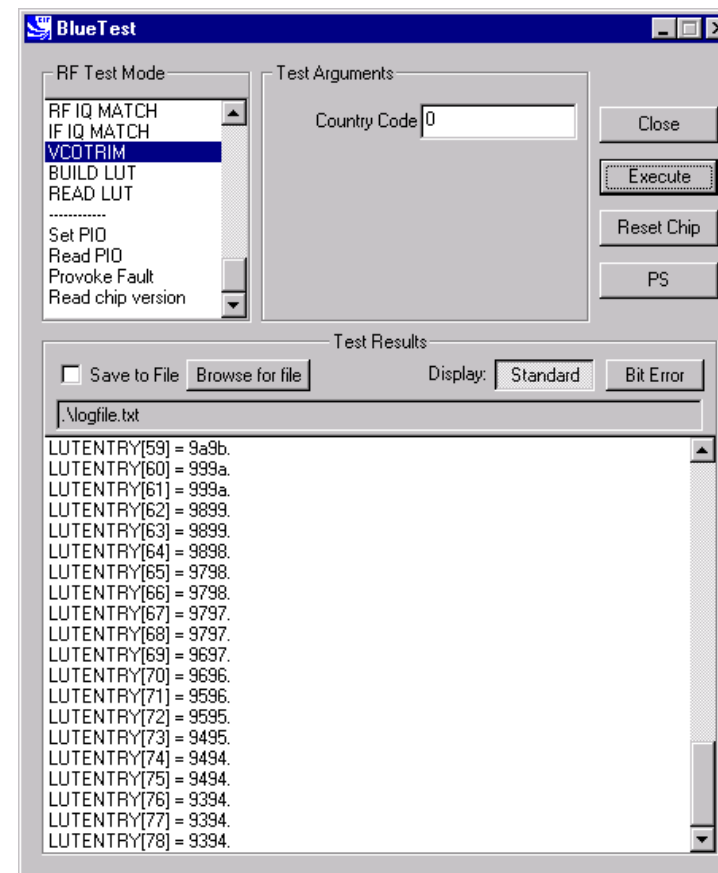 BlueTest
RF Test Mode
RF IQ MATCH
IF IQ MATCH
VCOTRIM
BUILD LUT
READ LUT
------------
Set PIO
Read PIO
Provoke Fault
Read chip version
Test Arguments
Country Code 0
Close
Execute
Reset Chip
PS
Test Results
Save to File Browse for file Display: Standard Bit Error
.\logfile.txt
LUTENTRY[59] = 9a9b.
LUTENTRY[60] = 999a.
LUTENTRY[61] = 999a.
LUTENTRY[62] = 9899.
LUTENTRY[63] = 9899.
LUTENTRY[64] = 9898.
LUTENTRY[65] = 9798.
LUTENTRY[66] = 9798.
LUTENTRY[67] = 9797.
LUTENTRY[68] = 9797.
LUTENTRY[69] = 9697.
LUTENTRY[70] = 9696.
LUTENTRY[71] = 9596.
LUTENTRY[72] = 9595.
LUTENTRY[73] = 9495.
LUTENTRY[74] = 9494.
LUTENTRY[75] = 9494.
LUTENTRY[76] = 9394.
LUTENTRY[77] = 9394.
LUTENTRY[78] = 9394.